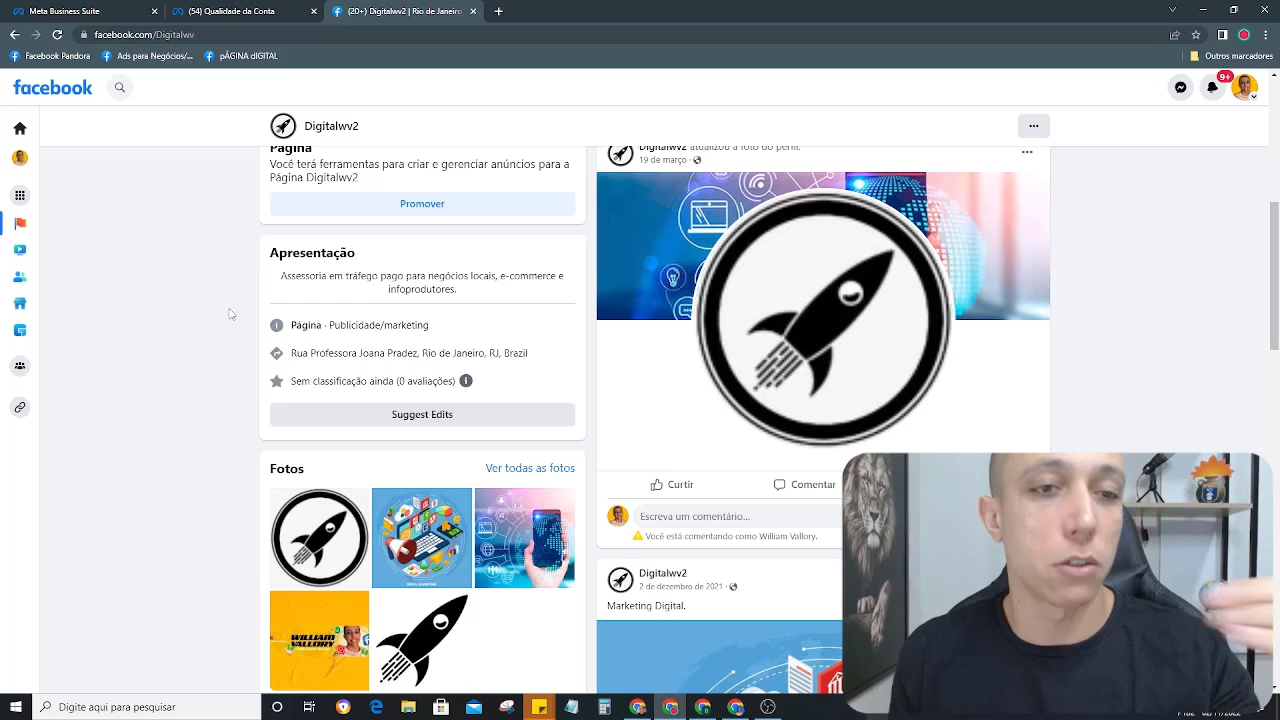 Meta Business Suite
(54) Qualidade da Conta
(20+) Digitalwv2 | Rio de Janeiro
facebook.com/Digitalwv
Facebook Pandora
Ads para Negócios/...
pÁGINA dIGITAL
Outros marcadores
facebook
9+
Digitalwv2
Página
Você terá ferramentas para criar e gerenciar anúncios para a
Página Digitalwv2.
Promover
Apresentação
Assessoria em tráfego pago para negócios locais, e-commerce e
infoprodutores.
Página · Publicidade/marketing
Rua Professora Joana Pradez, Rio de Janeiro, RJ, Brazil
Sem classificação ainda (0 avaliações)
Suggest Edits
Fotos
Ver todas as fotos
WILLIAM
VALLORY
Digitalwv2 atualizou a foto do perfil.
19 de março ·
Curtir
Comentar
Escreva um comentário...
Você está comentando como William Vallory.
Digitalwv2
2 de dezembro de 2021 ·
Marketing Digital.
Digite aqui para pesquisar